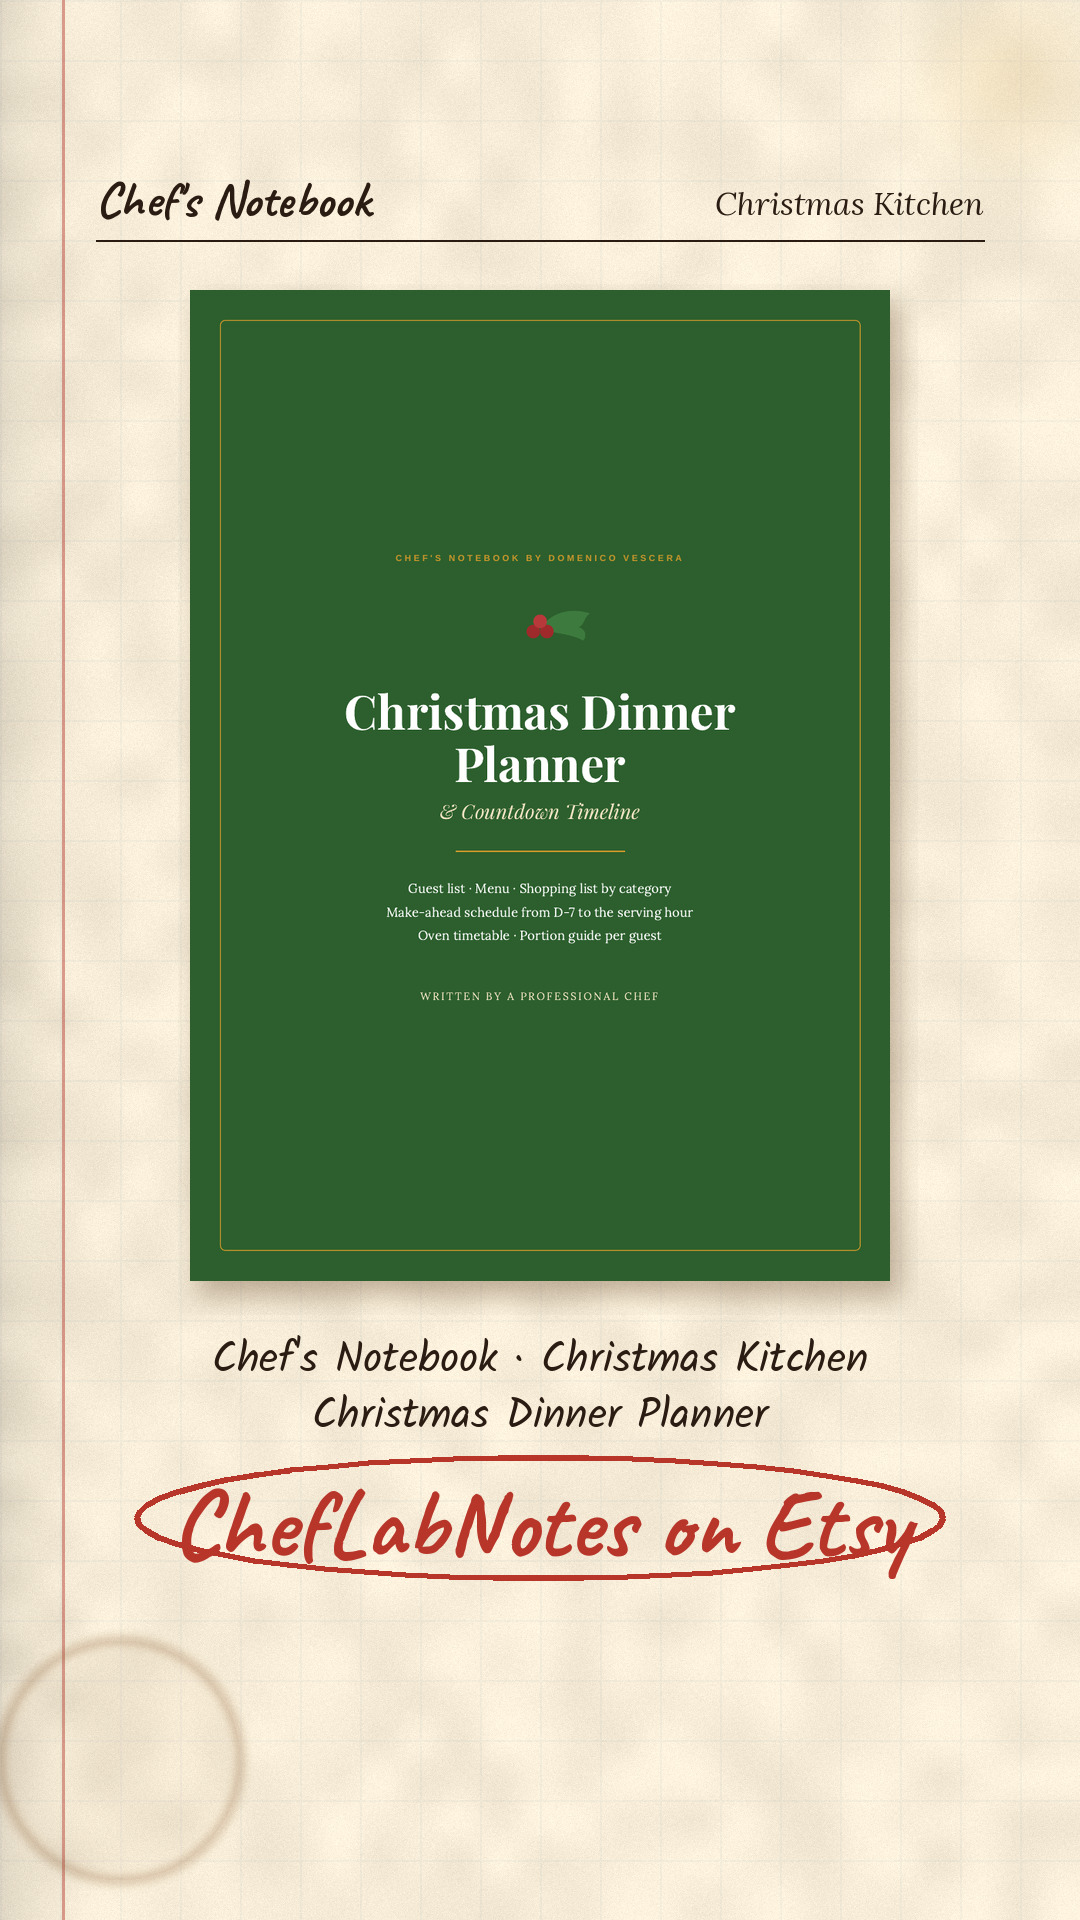 Chef's Notebook
Christmas Kitchen
CHEF'S NOTEBOOK BY DOMENICO VESCERA
Christmas Dinner
Planner
& Countdown Timeline
Guest list · Menu · Shopping list by category
Make-ahead schedule from D-7 to the serving hour
Oven timetable · Portion guide per guest
WRITTEN BY A PROFESSIONAL CHEF
Chef's Notebook · Christmas Kitchen
Christmas Dinner Planner
ChefLabNotes on Etsy